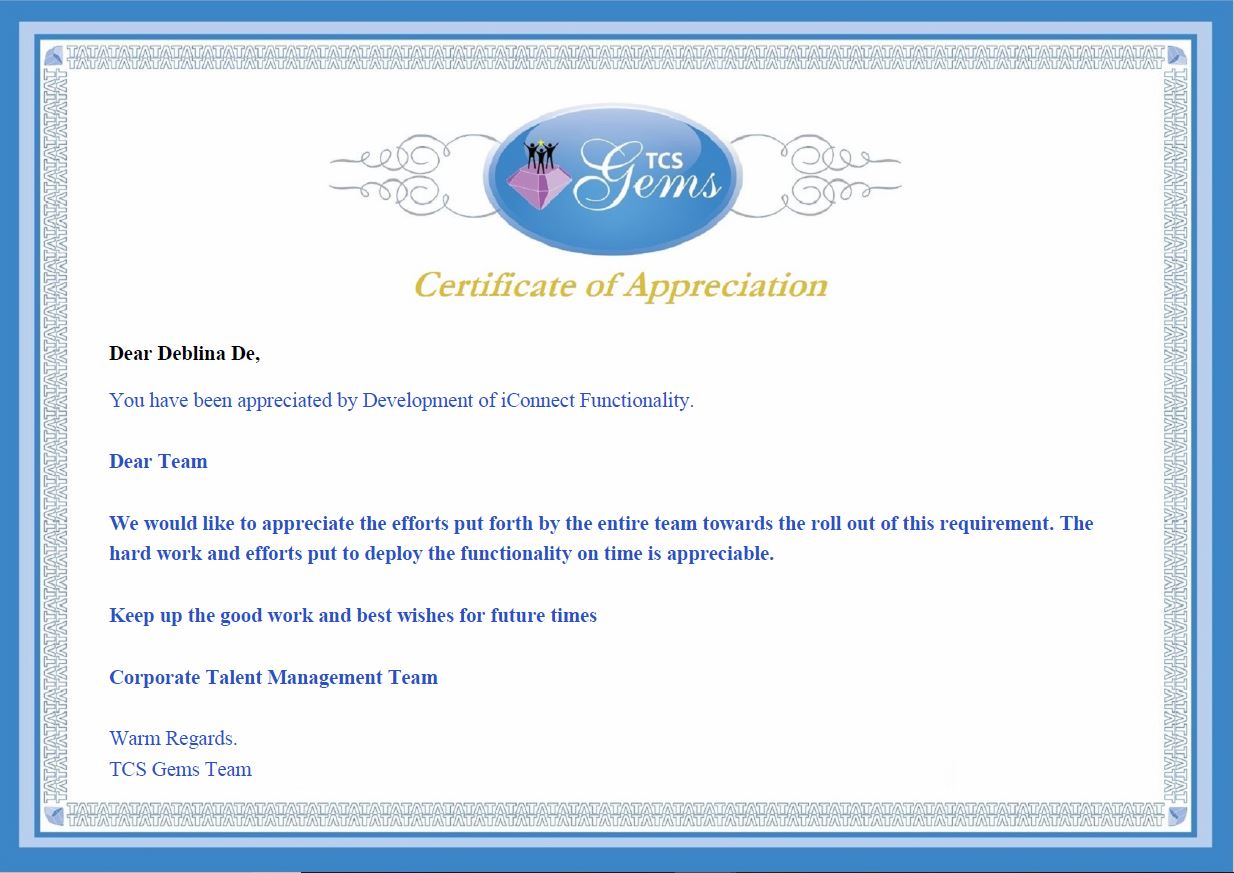 TCS
Gems
Certificate of Appreciation
Dear Deblina De,
You have been appreciated by Development of iConnect Functionality.
Dear Team
We would like to appreciate the efforts put forth by the entire team towards the roll out of this requirement. The
hard work and efforts put to deploy the functionality on time is appreciable.
Keep up the good work and best wishes for future times
Corporate Talent Management Team
Warm Regards.
TCS Gems Team